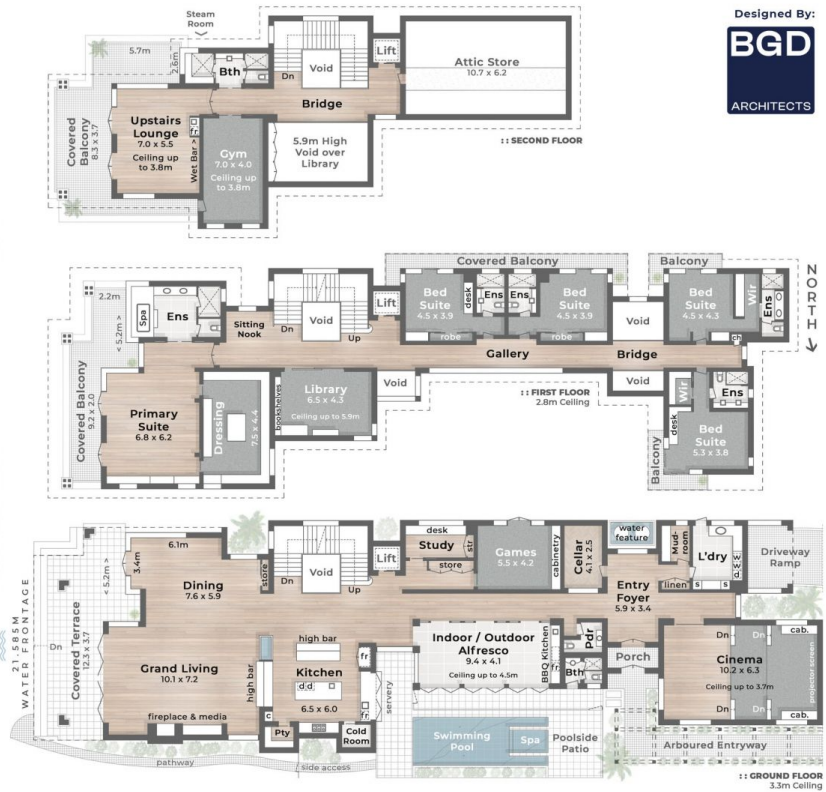 Designed By:
BGD
ARCHITECTS
Steam
Room
5.7m
2.6m
Bth
Dn
Void
Lift
Bridge
Attic Store
10.7 x 6.2
Covered
Balcony
8.3 x 3.7
Upstairs
Lounge
7.0 x 5.5
Ceiling up
to 3.8m
Wet Bar >
fr
Gym
7.0 x 4.0
Ceiling up
to 3.8m
5.9m High
Void over
Library
:: SECOND FLOOR
NORTH
2.2m
< 5.2m >
Spa
Ens
Sitting
Nook
Dn
Void
Up
Lift
Covered Balcony
Bed
Suite
4.5 x 3.9
desk
robe
Ens
Ens
Bed
Suite
4.5 x 3.9
robe
Void
Balcony
Bed
Suite
4.5 x 4.3
Wir
Ens
ch
Gallery
Bridge
Covered Balcony
9.2 x 2.0
Primary
Suite
6.8 x 6.2
Dressing
7.5 x 4.4
bookshelves
Library
6.5 x 4.3
Ceiling up to 5.9m
Void
:: FIRST FLOOR
2.8m Ceiling
Void
Wir
Ens
desk
Bed
Suite
5.3 x 3.8
Balcony
21.585M
WATER FRONTAGE
Dn
Covered Terrace
12.3 x 3.7
< 5.2m >
6.1m
3.4m
Dining
7.6 x 5.9
store
Dn
Void
Up
Lift
desk
Study
str
store
Games
5.5 x 4.2
cabinetry
Cellar
4.1 x 2.5
water
feature
Mud-
room
L'dry
w
d
linen
s
s
Driveway
Ramp
Entry
Foyer
5.9 x 3.4
Grand Living
10.1 x 7.2
fireplace & media
high bar
high bar
Kitchen
dd
6.5 x 6.0
fr
fr
c
Pty
Cold
Room
servery
Indoor / Outdoor
Alfresco
9.4 x 4.1
Ceiling up to 4.5m
BBQ Kitchen
fr
Pdr
Bth
Porch
Cinema
10.2 x 6.3
Ceiling up to 3.7m
Dn
Dn
Dn
Dn
cab.
projector screen
cab.
Swimming
Pool
Spa
Poolside
Patio
Arboured Entryway
pathway
side access
:: GROUND FLOOR
3.3m Ceiling